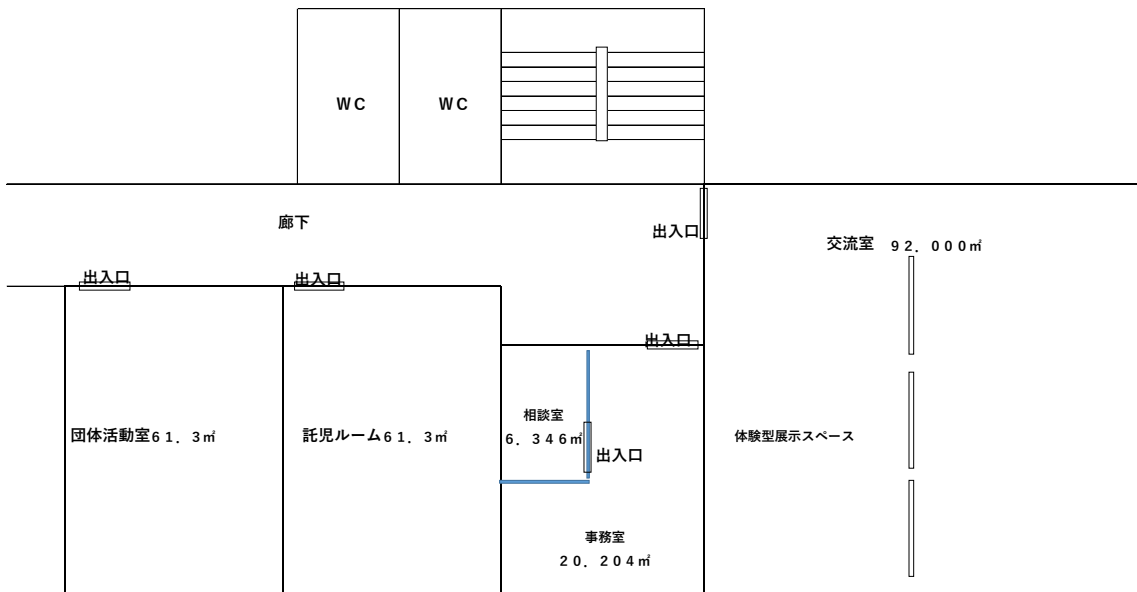 ＷＣ
ＷＣ
廊下
出入口
交流室　９２．０００㎡
出入口
出入口
出入口
相談室
６．３４６㎡
団体活動室６１．３㎡
託児ルーム６１．３㎡
出入口
体験型展示スペース
事務室
２０．２０４㎡